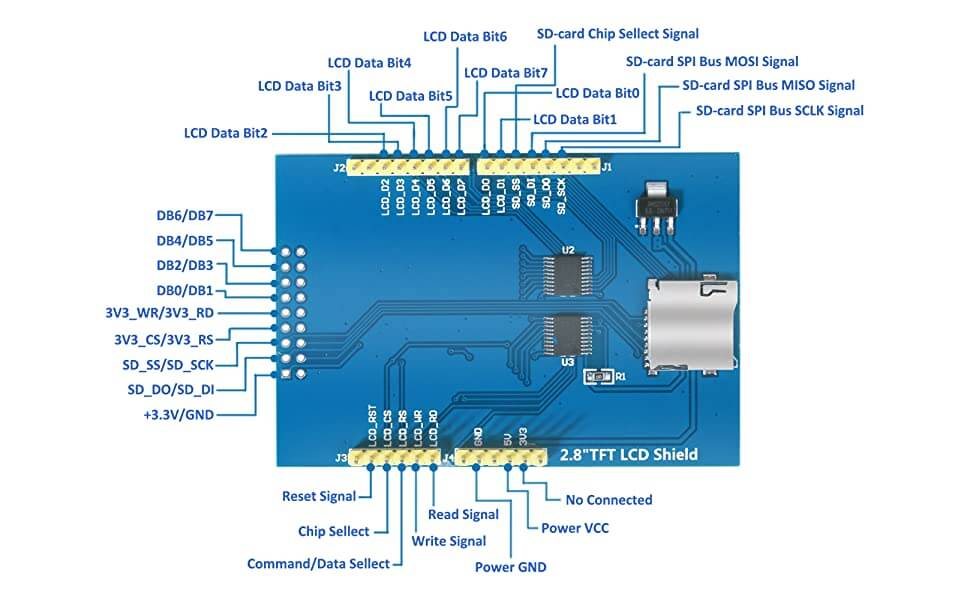 LCD Data Bit6
SD-card Chip Sellect Signal
LCD Data Bit4
SD-card SPI Bus MOSI Signal
LCD Data Bit3
LCD Data Bit7
SD-card SPI Bus MISO Signal
LCD Data Bit5
LCD Data Bit0
SD-card SPI Bus SCLK Signal
LCD Data Bit2
LCD Data Bit1
J2
J1
LCD_D2
LCD_D3
LCD_D4
LCD_D5
LCD_D6
LCD_D7
LCD_D0
LCD_D1
SD_SS
SD_DI
SD_DO
SD_SCK
DB6/DB7
DB4/DB5
DB2/DB3
DB0/DB1
3V3_WR/3V3_RD
3V3_CS/3V3_RS
SD_SS/SD_SCK
SD_DO/SD_DI
+3.3V/GND
U2
U3
R1
LCD_RST
LCD_CS
LCD_RS
LCD_WR
LCD_RD
GND
5V
3V3
J3
J4
2.8"TFT LCD Shield
Reset Signal
No Connected
Read Signal
Chip Sellect
Power VCC
Write Signal
Command/Data Sellect
Power GND